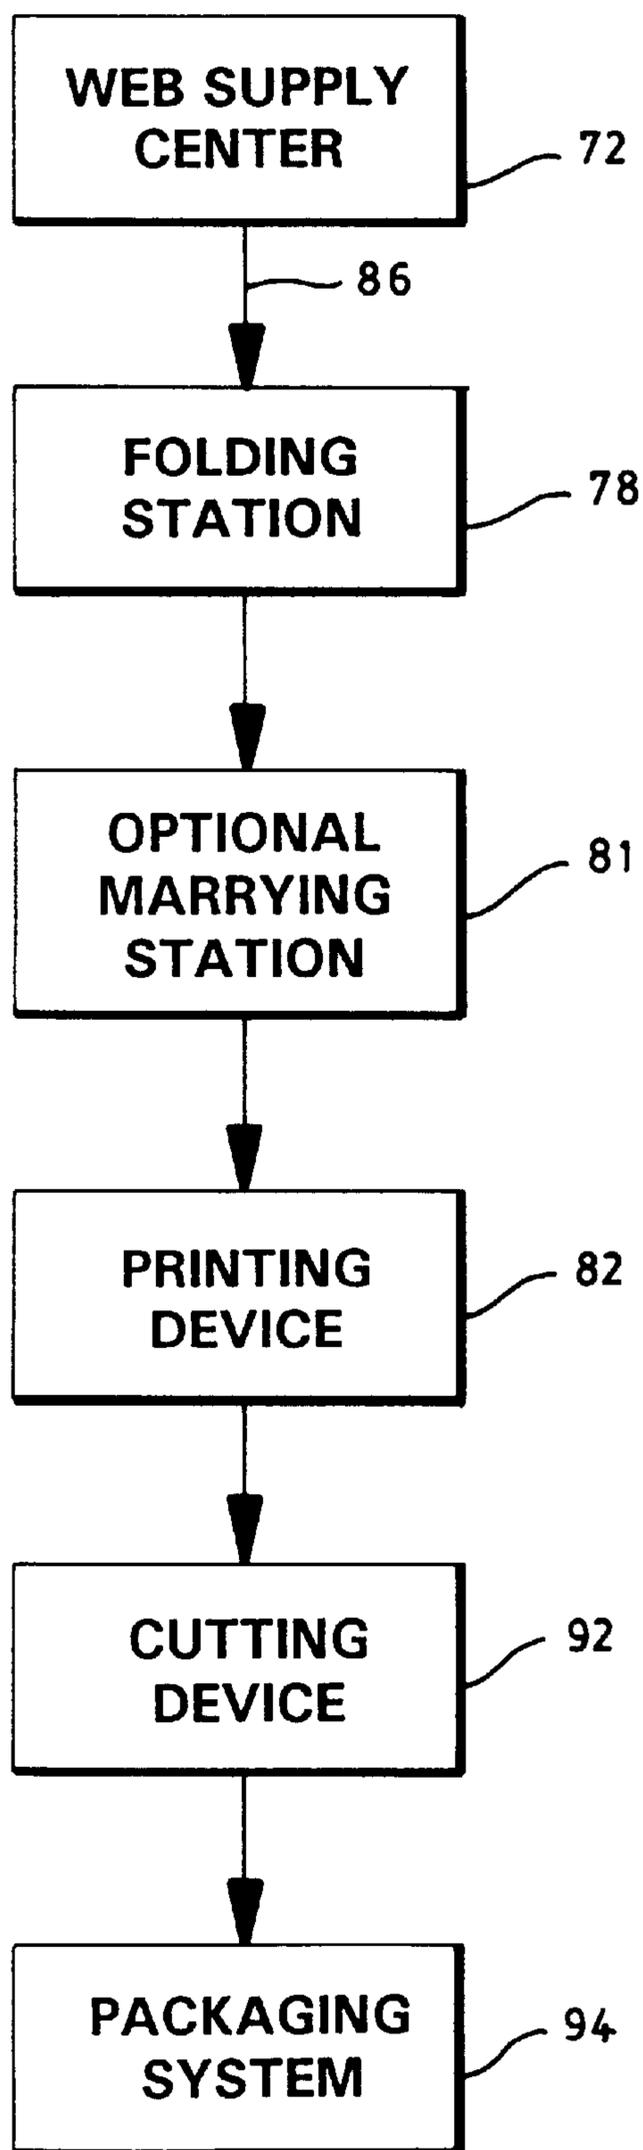 WEB SUPPLY
CENTER
72
86
FOLDING
STATION
78
OPTIONAL
MARRYING
STATION
81
PRINTING
DEVICE
82
CUTTING
DEVICE
92
PACKAGING
SYSTEM
94